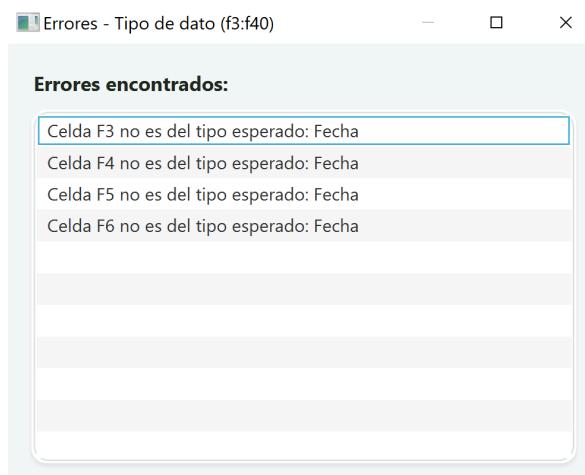 Errores - Tipo de dato (f3:f40)
Errores encontrados:
Celda F3 no es del tipo esperado: Fecha
Celda F4 no es del tipo esperado: Fecha
Celda F5 no es del tipo esperado: Fecha
Celda F6 no es del tipo esperado: Fecha